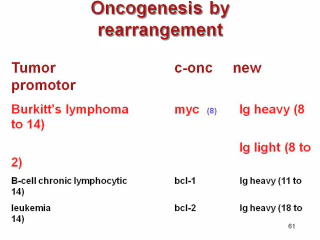 Oncogenesis by
rearrangement
Tumor c-onc new
promotor
Burkitt's lymphoma myc (8) Ig heavy (8
to 14)
Ig light (8 to
2)
B-cell chronic lymphocytic bcl-1 Ig heavy (11 to
14)
leukemia bcl-2 Ig heavy (18 to
14)
61